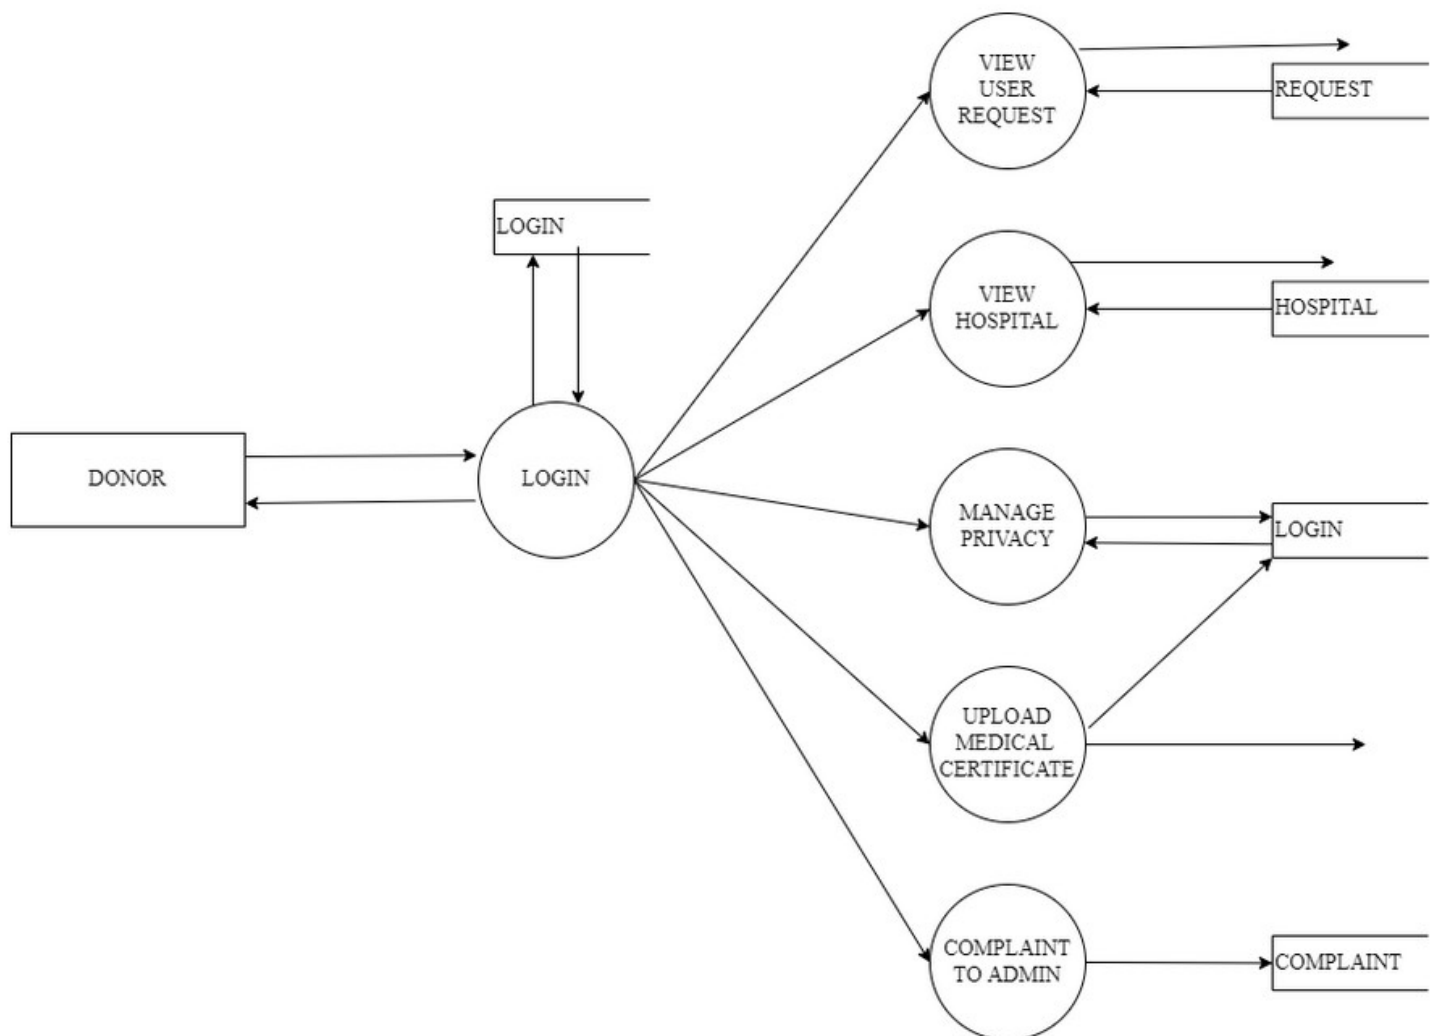 VIEW
USER
REQUEST
REQUEST
LOGIN
VIEW
HOSPITAL
HOSPITAL
DONOR
LOGIN
MANAGE
PRIVACY
LOGIN
UPLOAD
MEDICAL
CERTIFICATE
COMPLAINT
TO ADMIN
COMPLAINT